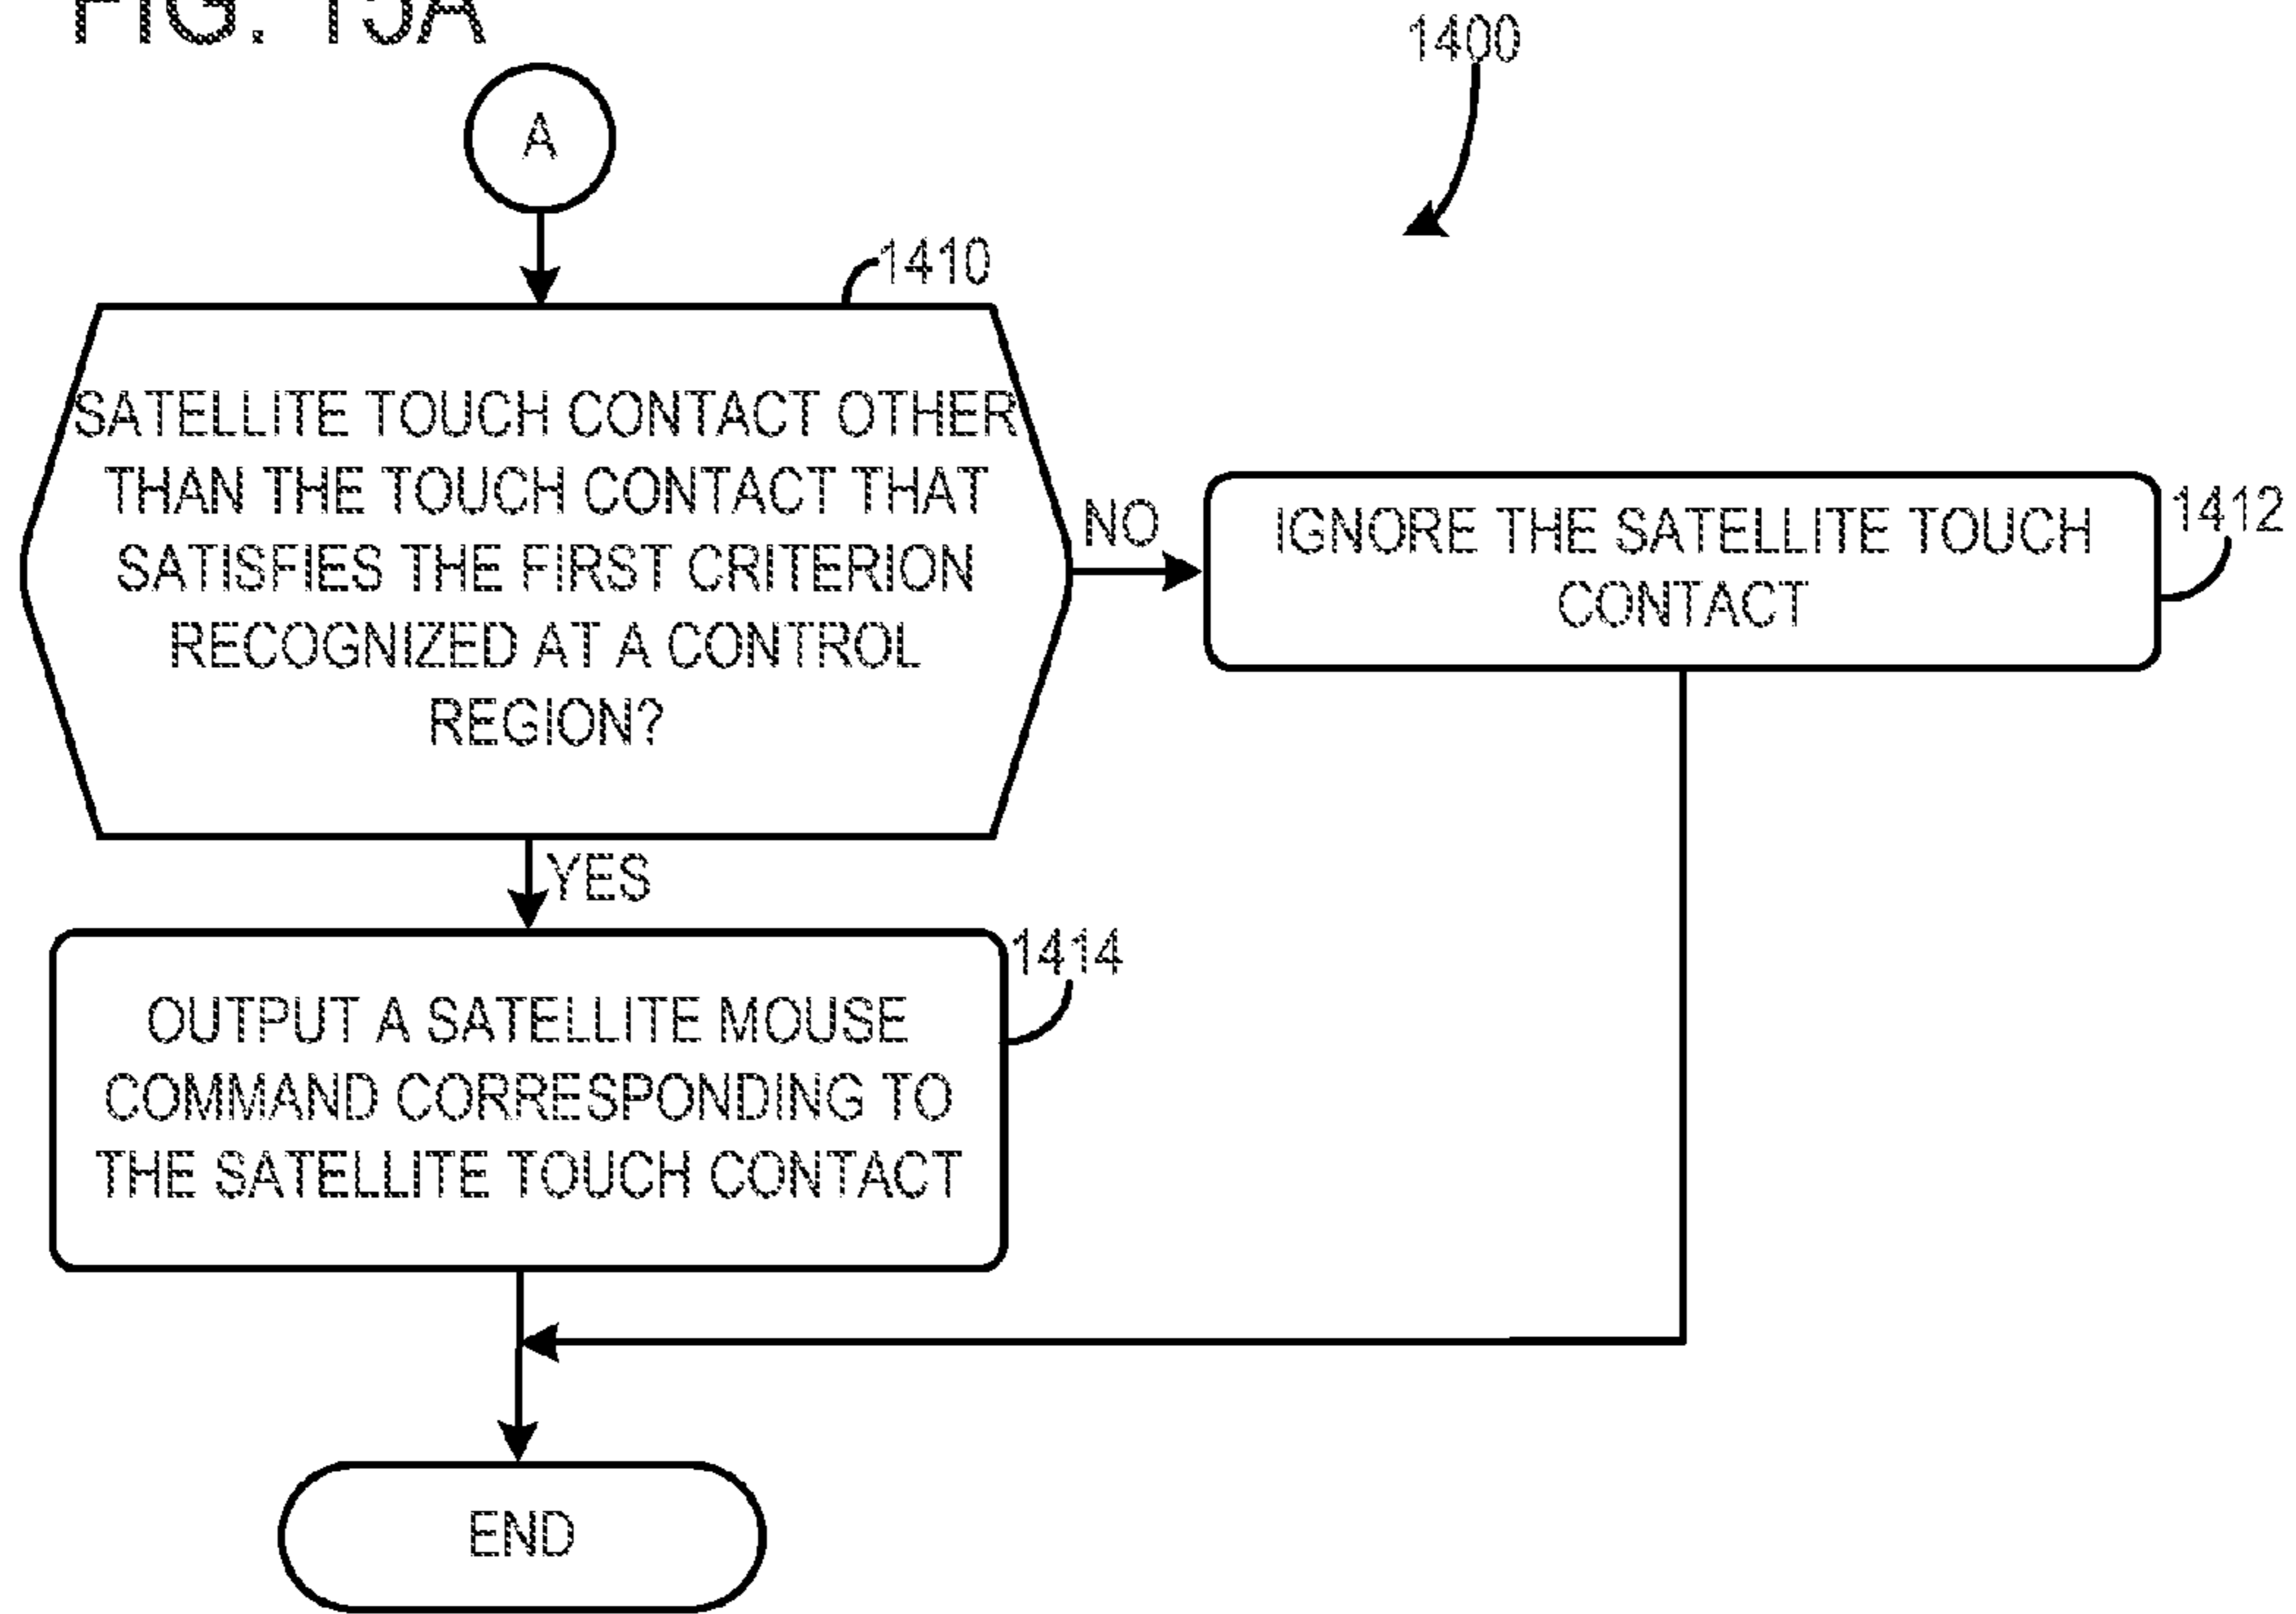 FIG. 15A
1400
A
1410
SATELLITE TOUCH CONTACT OTHER
THAN THE TOUCH CONTACT THAT
SATISFIES THE FIRST CRITERION
RECOGNIZED AT A CONTROL
REGION?
NO
IGNORE THE SATELLITE TOUCH
CONTACT
1412
YES
1414
OUTPUT A SATELLITE MOUSE
COMMAND CORRESPONDING TO
THE SATELLITE TOUCH CONTACT
END